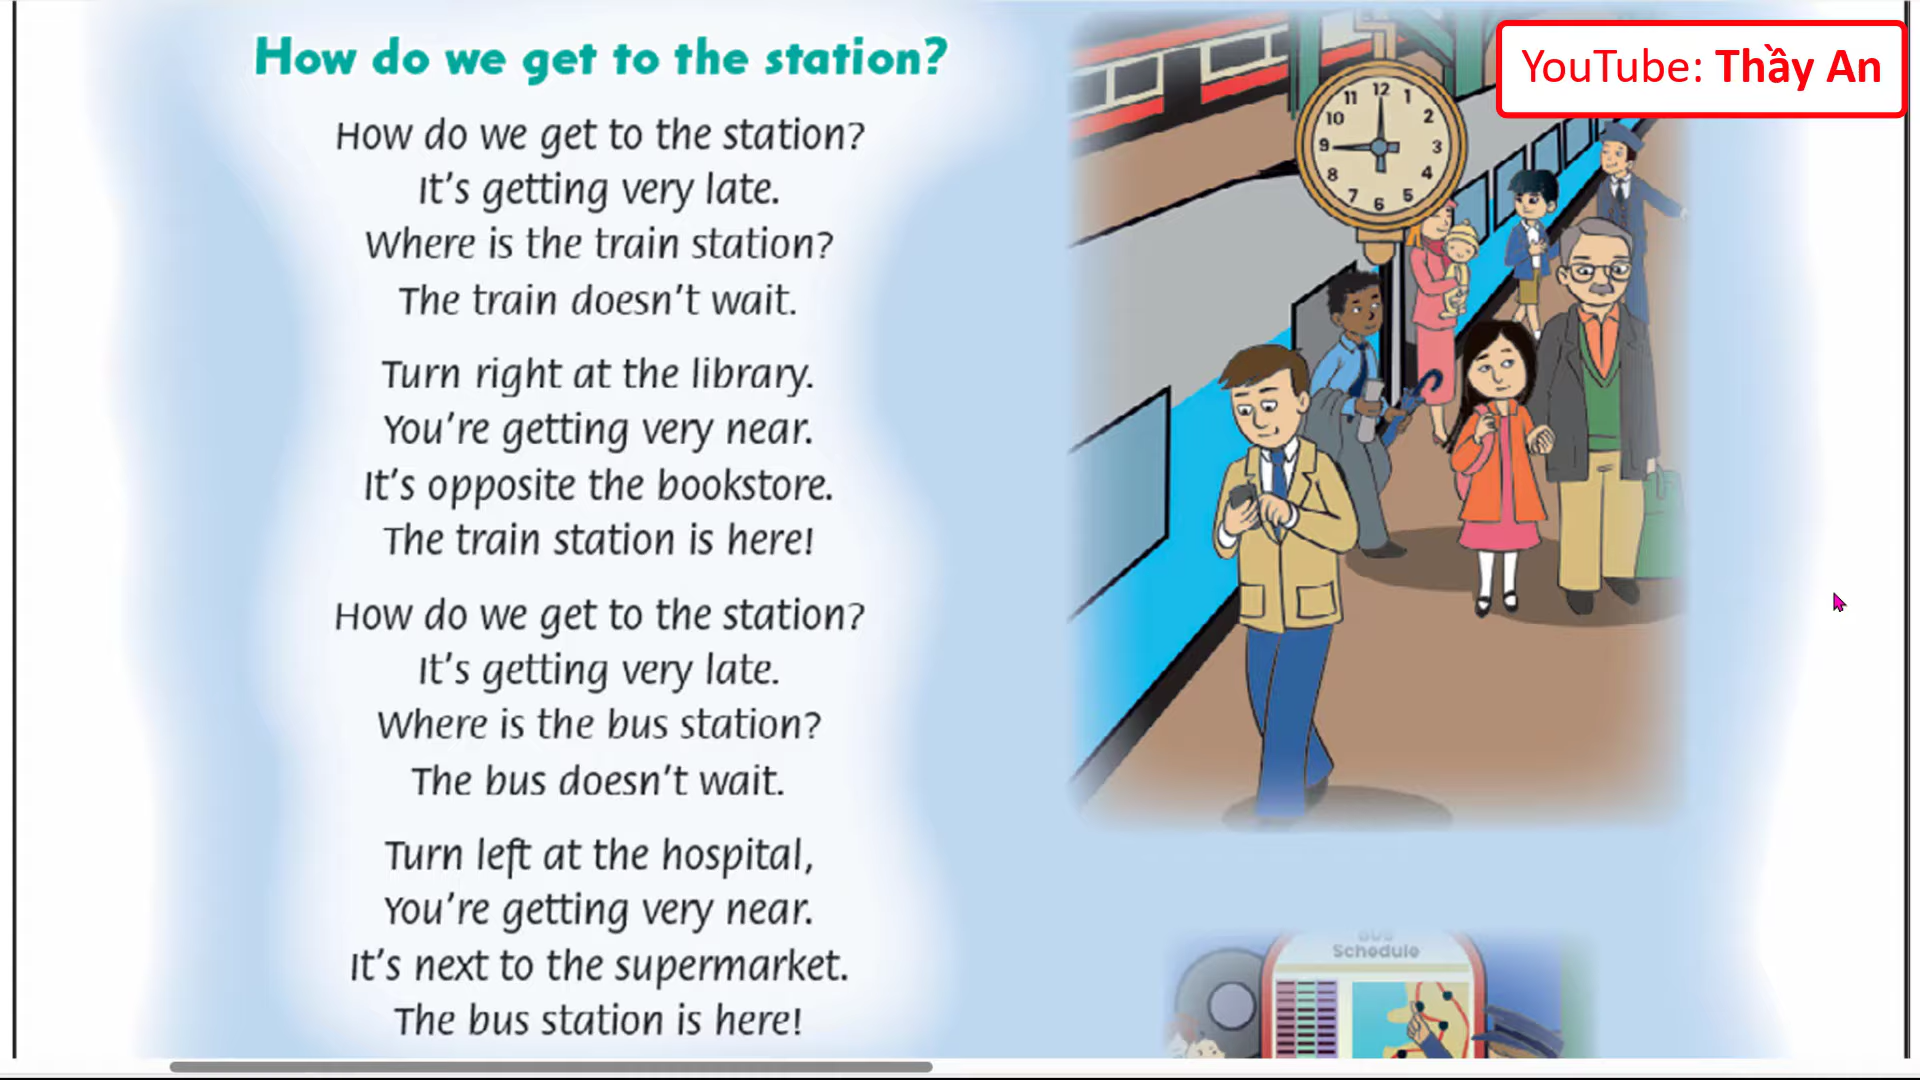 How do we get to the station?
How do we get to the station?
It's getting very late.
Where is the train station?
The train doesn't wait.
Turn right at the library.
You're getting very near.
It's opposite the bookstore.
The train station is here!
How do we get to the station?
It's getting very late.
Where is the bus station?
The bus doesn't wait.
Turn left at the hospital,
You're getting very near.
It's next to the supermarket.
The bus station is here!
YouTube: Thầy An
12
1
2
3
4
5
6
7
8
9
10
11
Bus
Schedule